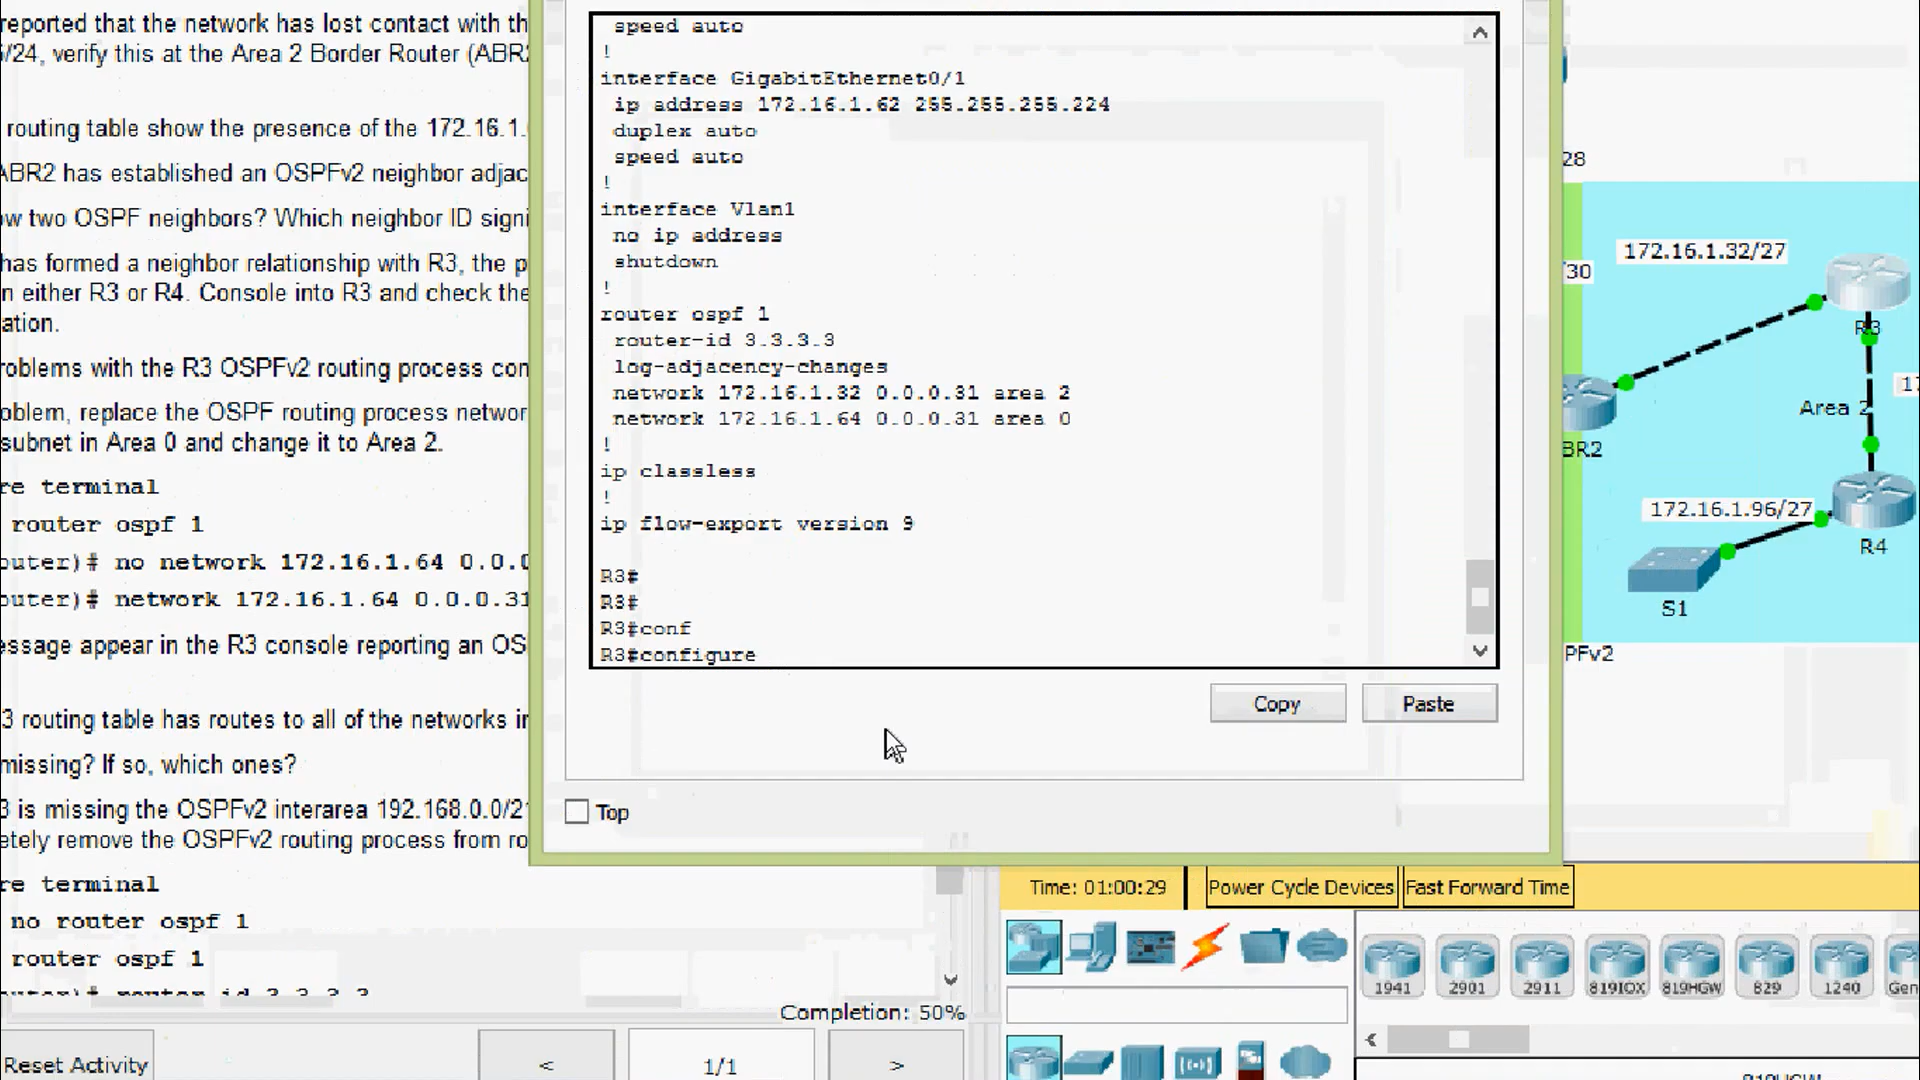 reported that the network has lost contact with th
/24, verify this at the Area 2 Border Router (ABR2
routing table show the presence of the 172.16.1.
ABR2 has established an OSPFv2 neighbor adjac
ow two OSPF neighbors? Which neighbor ID signi
has formed a neighbor relationship with R3, the p
n either R3 or R4. Console into R3 and check the
ation.
roblems with the R3 OSPFv2 routing process con
oblem, replace the OSPF routing process networ
subnet in Area 0 and change it to Area 2.
re terminal
router ospf 1
outer)# no network 172.16.1.64 0.0.0
outer)# network 172.16.1.64 0.0.0.31
essage appear in the R3 console reporting an OS
3 routing table has routes to all of the networks in
missing? If so, which ones?
3 is missing the OSPFv2 interarea 192.168.0.0/21
etely remove the OSPFv2 routing process from ro
re terminal
no router ospf 1
router ospf 1
outer)# router id 3.3.3.3
Completion: 50%
Reset Activity
<
1/1
>
speed auto
!
interface GigabitEthernet0/1
ip address 172.16.1.62 255.255.255.224
duplex auto
speed auto
!
interface Vlan1
no ip address
shutdown
!
router ospf 1
router-id 3.3.3.3
log-adjacency-changes
network 172.16.1.32 0.0.0.31 area 2
network 172.16.1.64 0.0.0.31 area 0
!
ip classless
!
ip flow-export version 9
R3#
R3#
R3#conf
R3#configure
Copy
Paste
Top
28
172.16.1.32/27
/30
R3
17
Area 2
BR2
172.16.1.96/27
R4
S1
PFv2
Time: 01:00:29
Power Cycle Devices
Fast Forward Time
1941
2901
2911
819IOX
819HGW
829
1240
Gen
819HGW